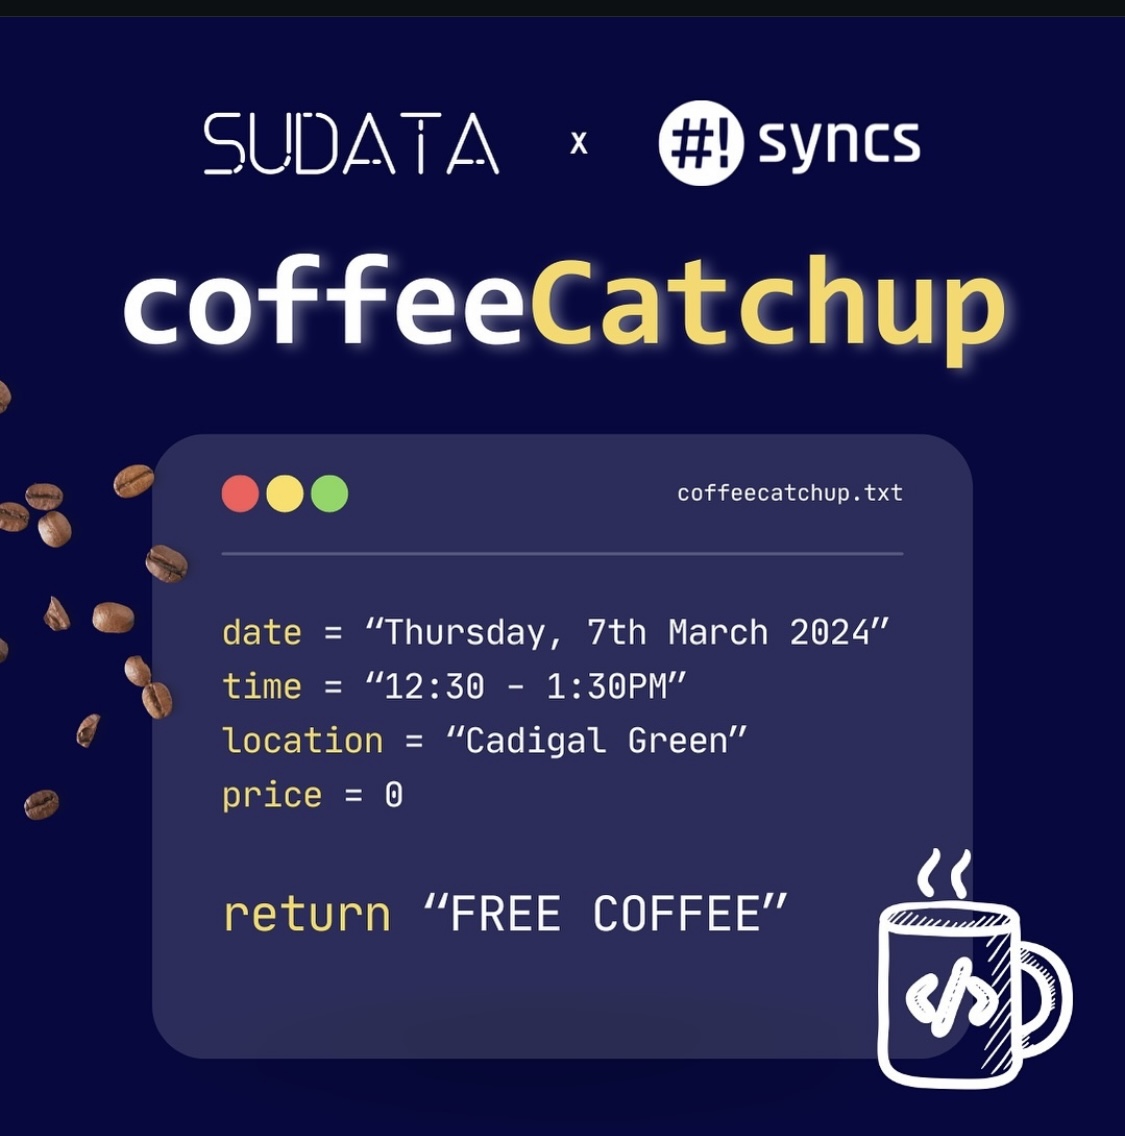 SUDATA x #! syncs
coffeeCatchup
coffeecatchup.txt
date = “Thursday, 7th March 2024”
time = “12:30 – 1:30PM”
location = “Cadigal Green”
price = 0
return “FREE COFFEE”
</>